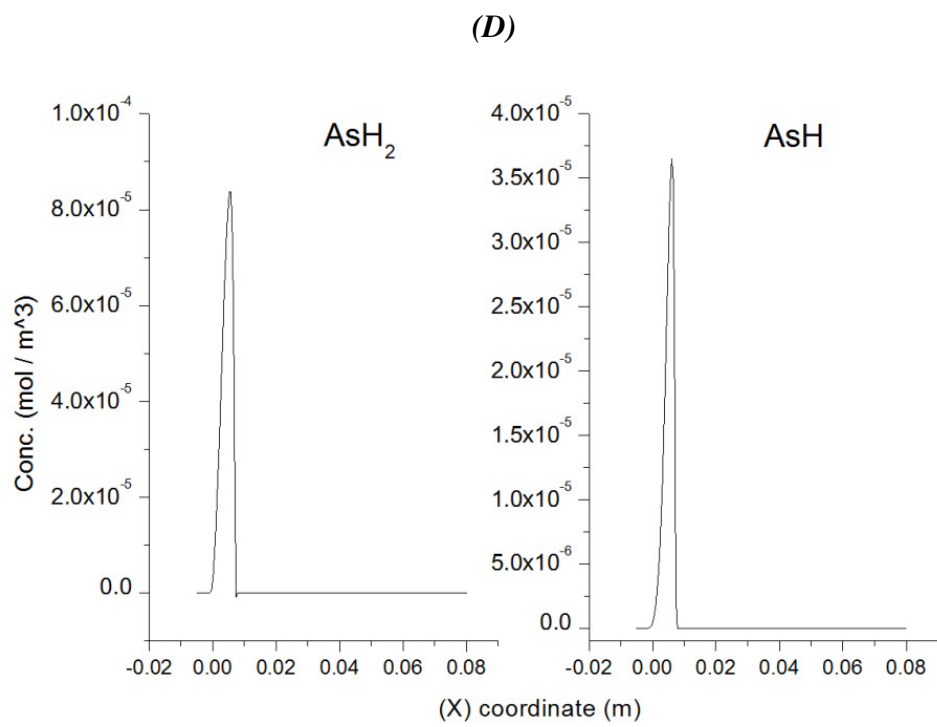 (D)
AsH₂
1.0x10⁻⁴
8.0x10⁻⁵
6.0x10⁻⁵
4.0x10⁻⁵
2.0x10⁻⁵
0.0
Conc. (mol / m^3)
-0.02 0.00 0.02 0.04 0.06 0.08
AsH
4.0x10⁻⁵
3.5x10⁻⁵
3.0x10⁻⁵
2.5x10⁻⁵
2.0x10⁻⁵
1.5x10⁻⁵
1.0x10⁻⁵
5.0x10⁻⁶
0.0
-0.02 0.00 0.02 0.04 0.06 0.08
(X) coordinate (m)